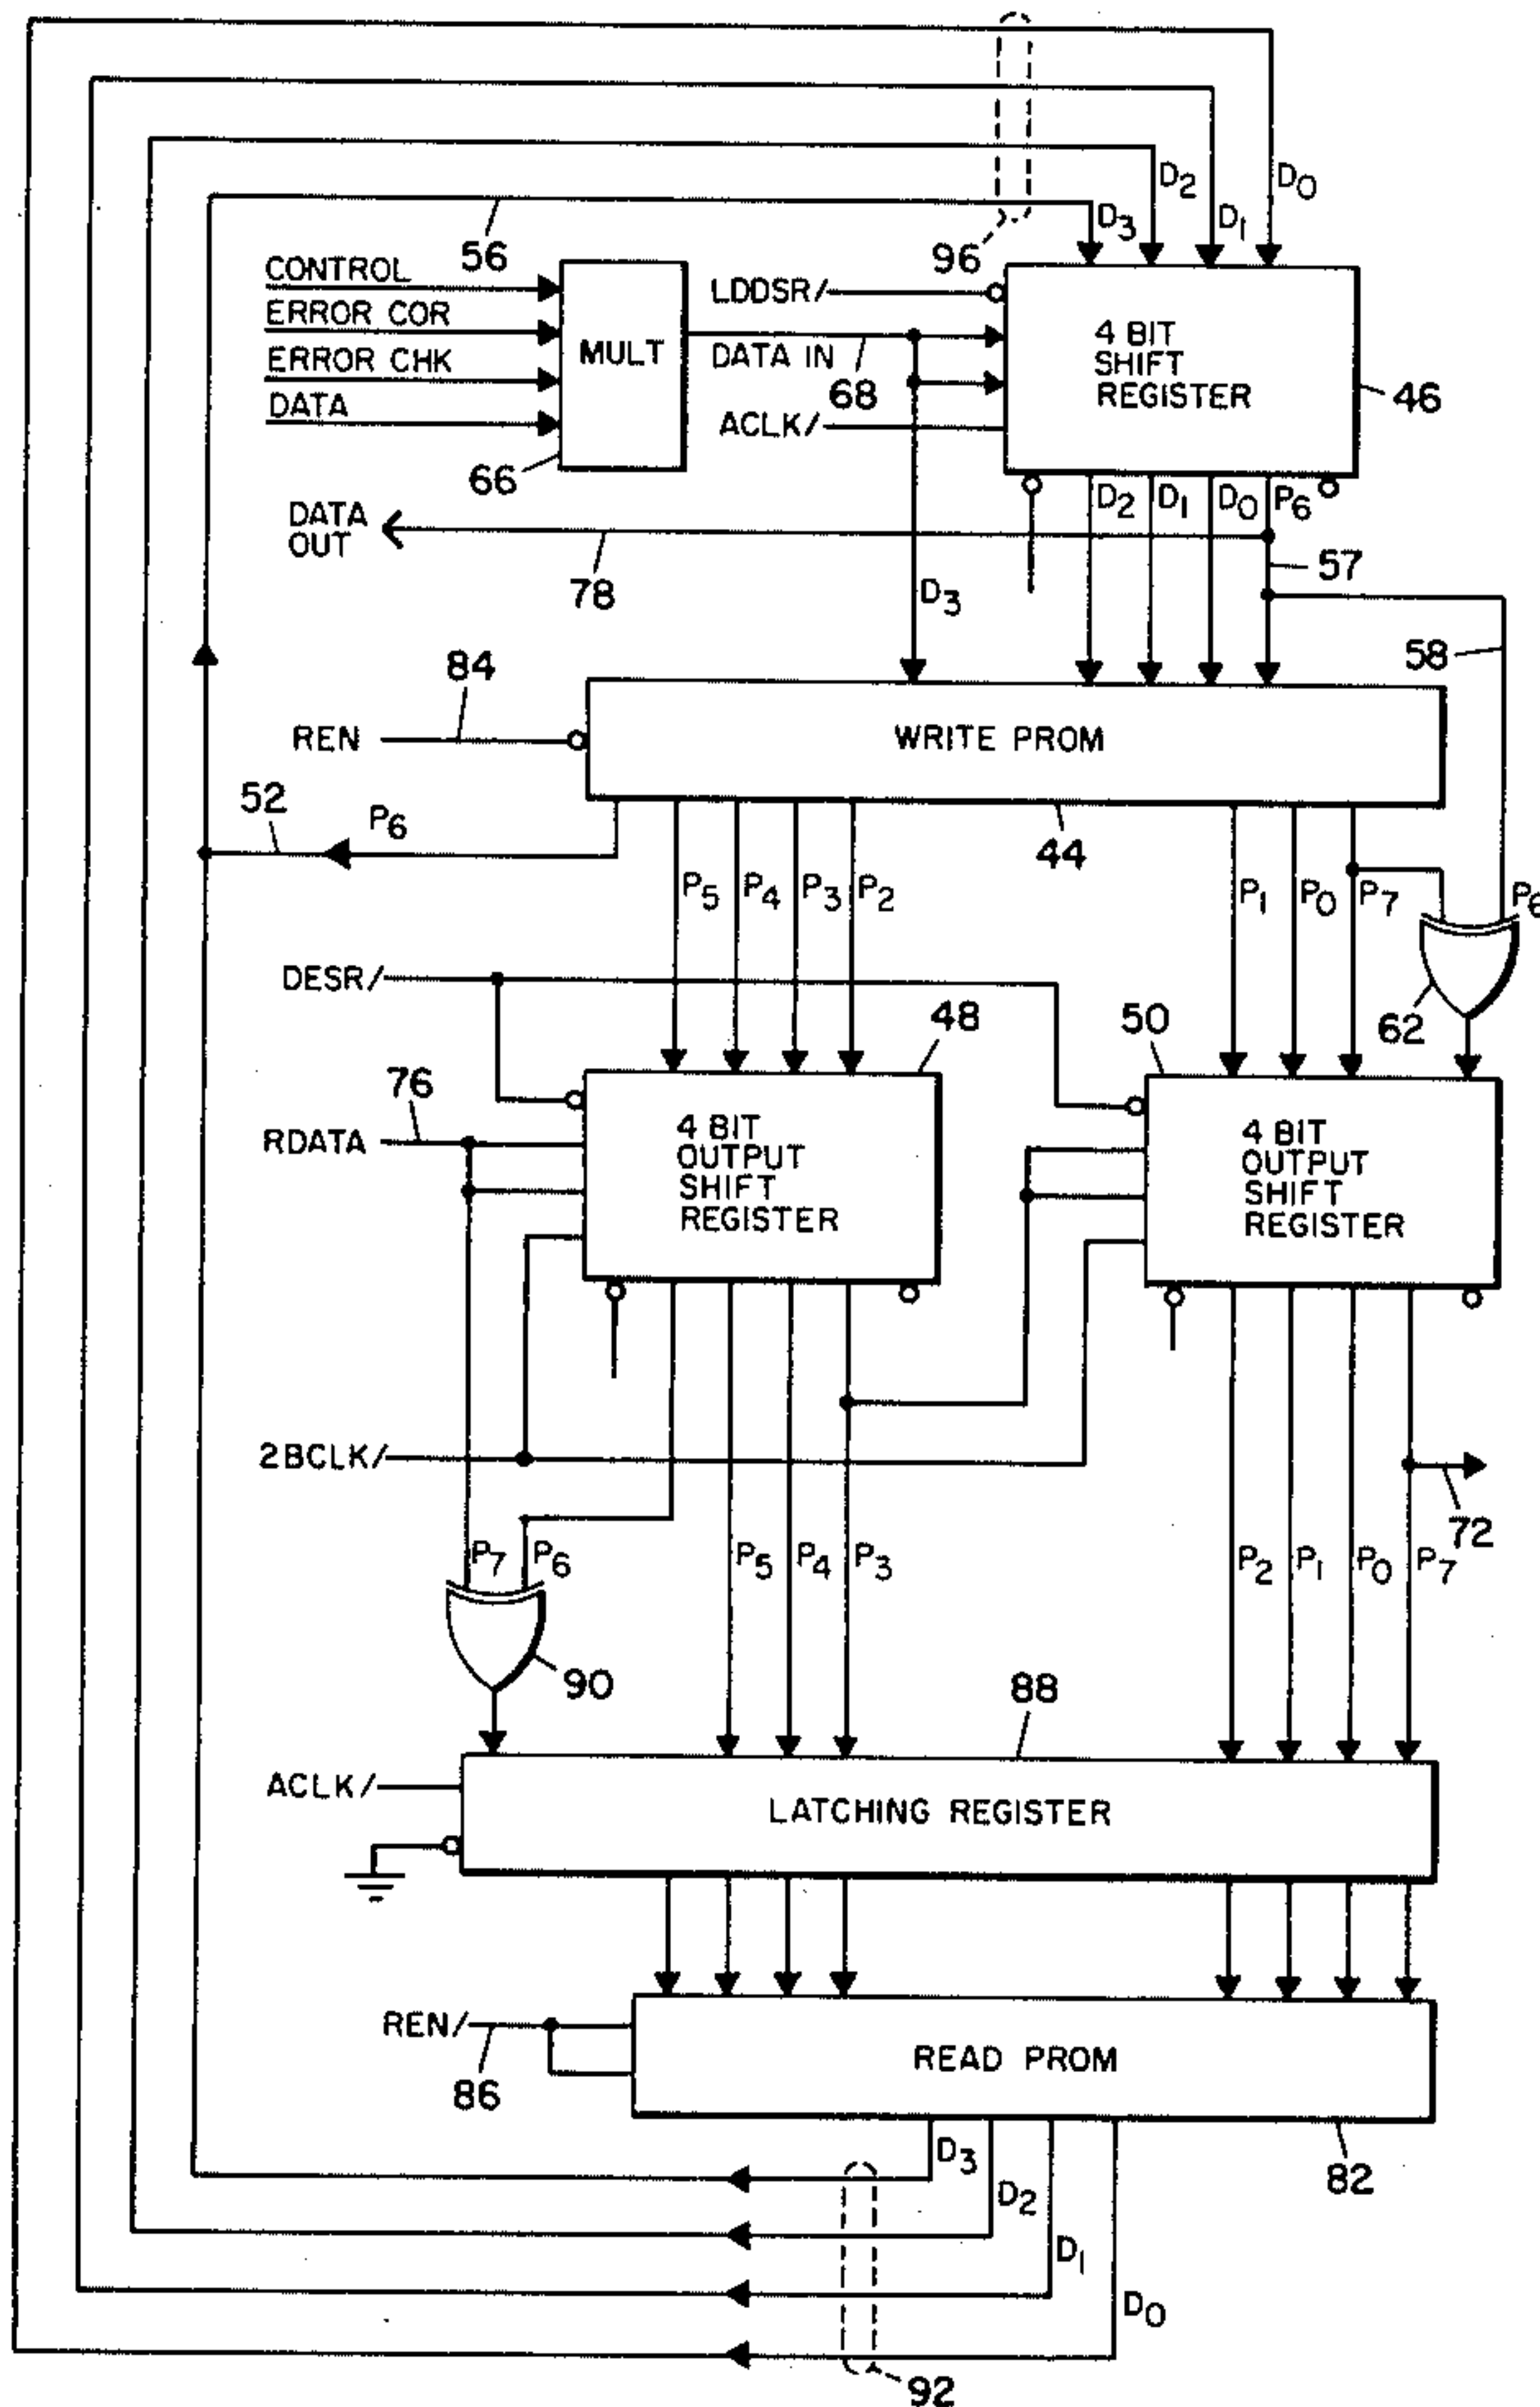 D2
D0
D3
D1
56
96
CONTROL
ERROR COR
ERROR CHK
DATA
MULT
66
LDDSR/
DATA IN
68
ACLK/
4 BIT
SHIFT
REGISTER
46
DATA
OUT
78
D2
D1
D0
P6
57
D3
58
84
REN
WRITE PROM
52
P6
44
P5
P4
P3
P2
P1
P0
P7
P6
DESR/
48
50
62
76
RDATA
4 BIT
OUTPUT
SHIFT
REGISTER
4 BIT
OUTPUT
SHIFT
REGISTER
2BCLK/
72
P7
P6
P5
P4
P3
P2
P1
P0
P7
90
88
ACLK/
LATCHING REGISTER
REN/
86
READ PROM
82
D3
D2
D1
D0
92